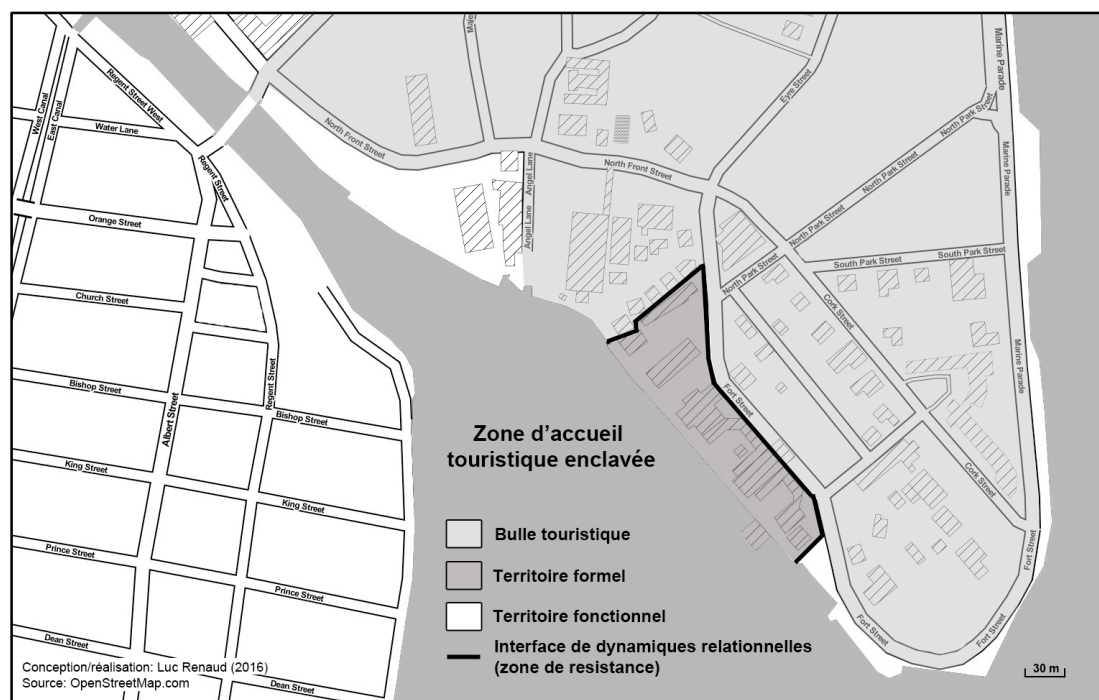 Marine Parade
Regent Street West
West Canal
East Canal
Water Lane
Eyre Street
North Park Street
North Front Street
Marine Parade
North Park Street
Regent Street
Angel Lane
North Front Street
Orange Street
Angel Lane
North Park Street
South Park Street
South Park Street
North Park Street
Church Street
Cork Street
Regent Street
Marine Parade
Bishop Street
Albert Street
Bishop Street
Fort Street
King Street
King Street
Cork Street
Prince Street
Prince Street
Fort Street
Dean Street
Dean Street
Fort Street
Fort Street
Zone d’accueil
touristique enclavée
Bulle touristique
Territoire formel
Territoire fonctionnel
Interface de dynamiques relationnelles
(zone de resistance)
Conception/réalisation: Luc Renaud (2016)
Source: OpenStreetMap.com
30 m